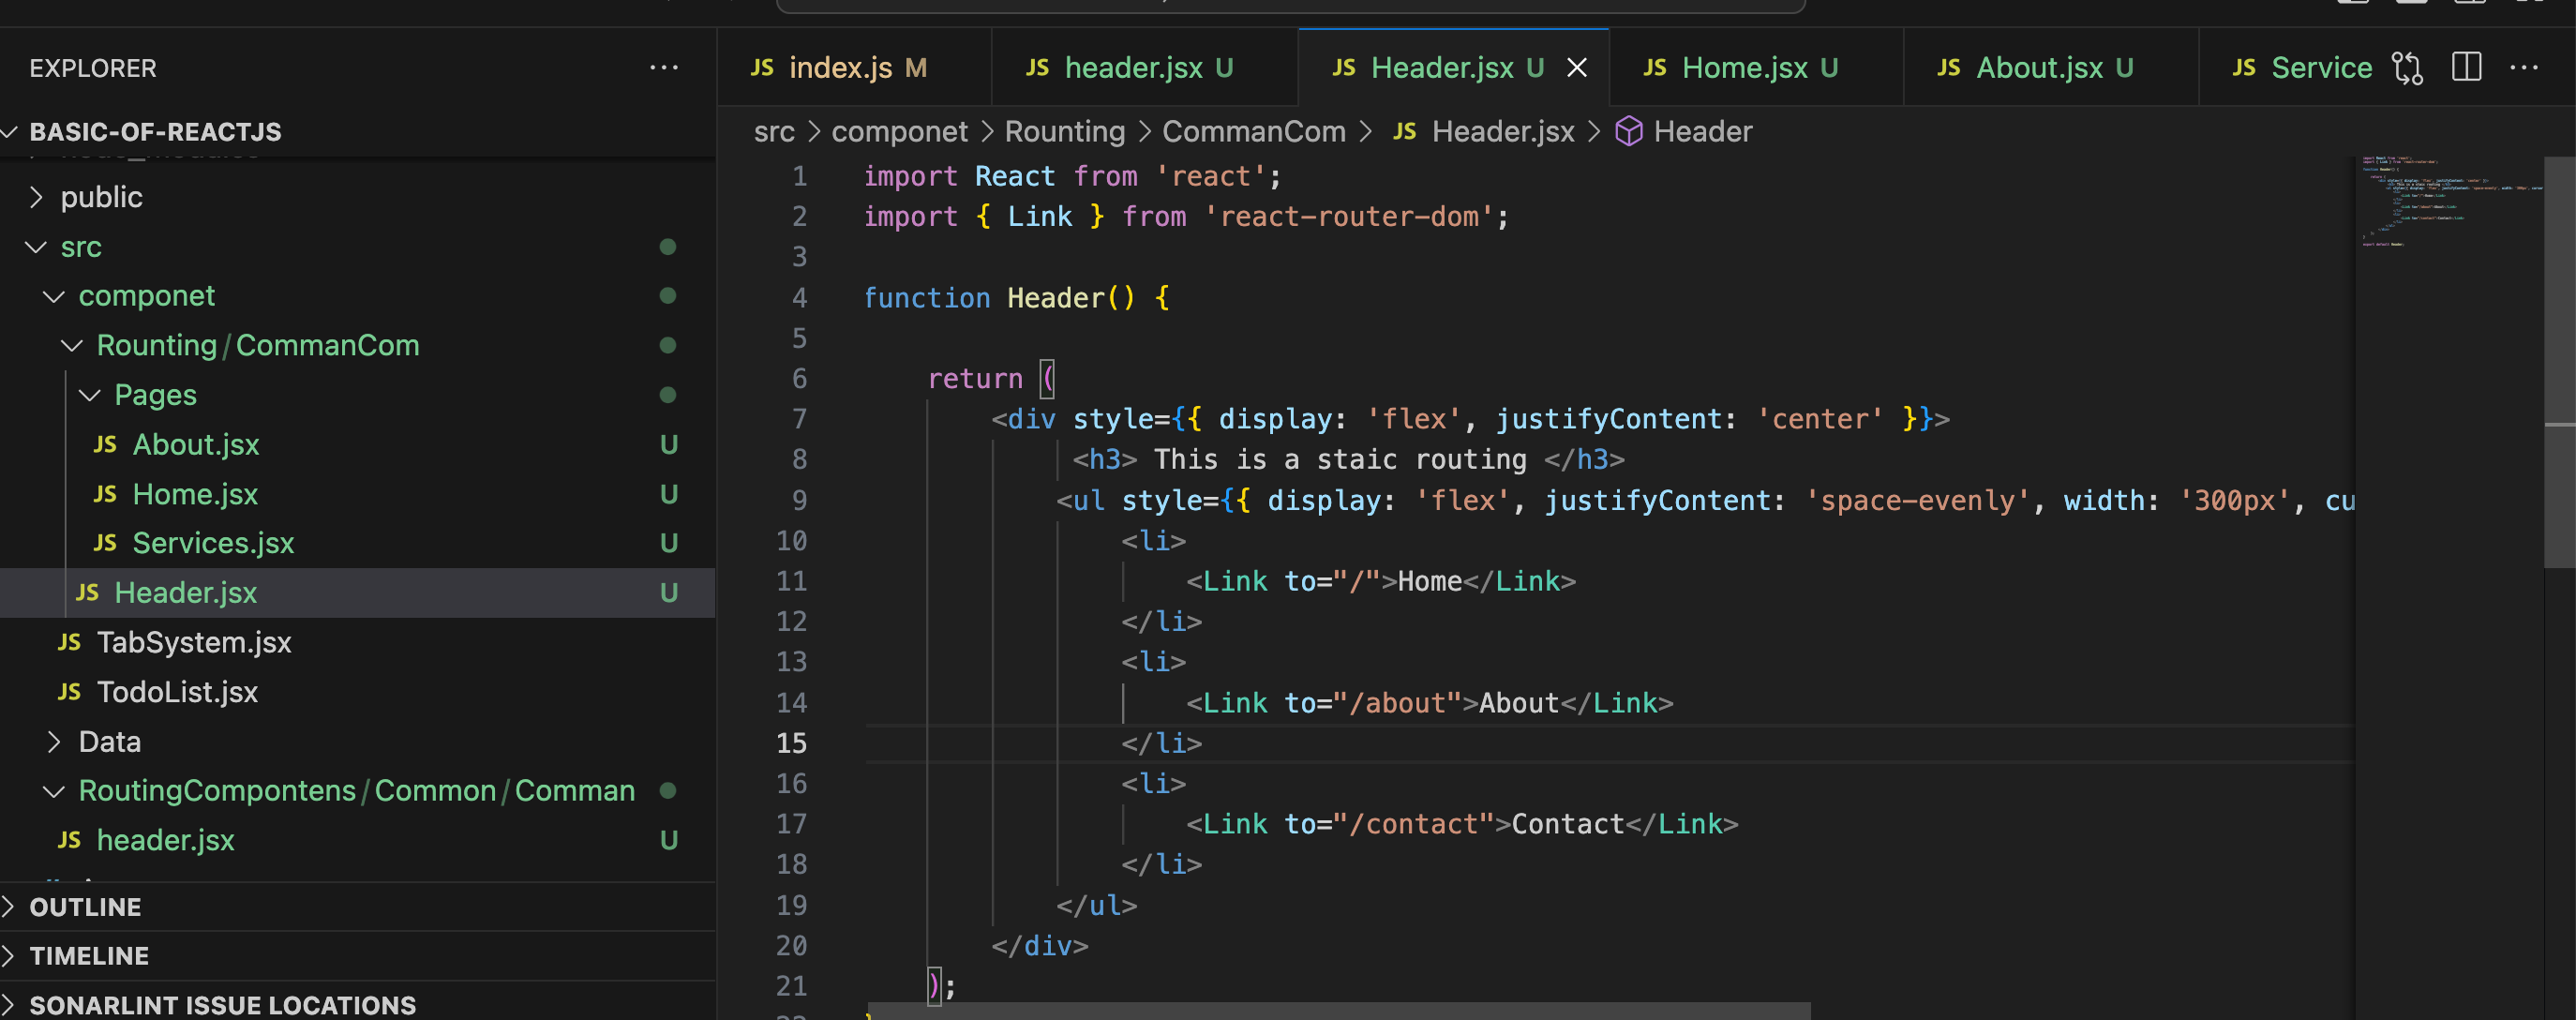 EXPLORER
BASIC-OF-REACTJS
public
src
componet
Rounting/CommanCom
Pages
JS About.jsx U
JS Home.jsx U
JS Services.jsx U
JS Header.jsx U
JS TabSystem.jsx
JS TodoList.jsx
Data
RoutingCompontens/Common/Comman
JS header.jsx U
OUTLINE
TIMELINE
SONARLINT ISSUE LOCATIONS
JS index.js M JS header.jsx U JS Header.jsx U JS Home.jsx U JS About.jsx U JS Service
src > componet > Rounting > CommanCom > JS Header.jsx > Header
1 import React from 'react';
2 import { Link } from 'react-router-dom';
3
4 function Header() {
5
6 return (
7 <div style={{ display: 'flex', justifyContent: 'center' }}>
8 <h3> This is a staic routing </h3>
9 <ul style={{ display: 'flex', justifyContent: 'space-evenly', width: '300px', cu
10 <li>
11 <Link to="/">Home</Link>
12 </li>
13 <li>
14 <Link to="/about">About</Link>
15 </li>
16 <li>
17 <Link to="/contact">Contact</Link>
18 </li>
19 </ul>
20 </div>
21 );